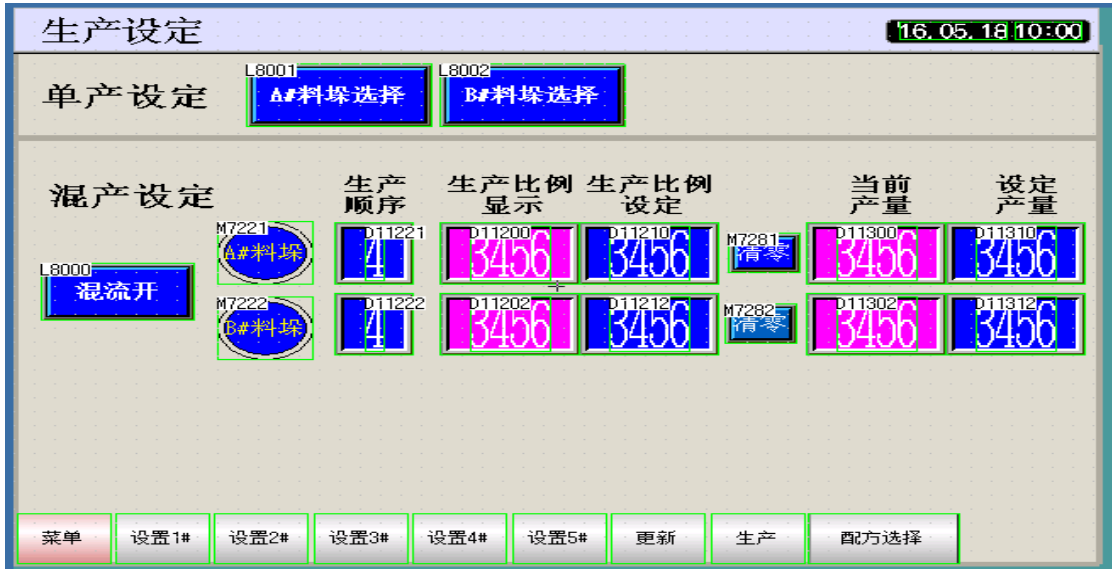 生产设定 16.05.18 10:00
L8001 L8002
单产设定 A#料垛选择 B#料垛选择
混产设定 生产顺序 生产比例显示 生产比例设定 当前产量 设定产量
M7221 D11221 D11200 D11210 M7281 D11300 D11310
A#料垛 4 3456 3456 清零 3456 3456
L8000
混流开
M7222 D11222 D11202 D11212 M7282 D11302 D11312
B#料垛 4 3456 3456 清零 3456 3456
菜单 设置1# 设置2# 设置3# 设置4# 设置5# 更新 生产 配方选择